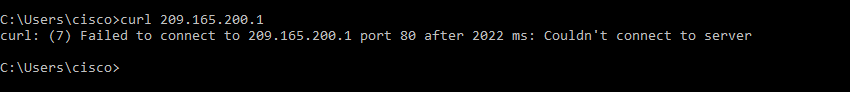 C:\Users\cisco>curl 209.165.200.1
curl: (7) Failed to connect to 209.165.200.1 port 80 after 2022 ms: Couldn't connect to server
C:\Users\cisco>